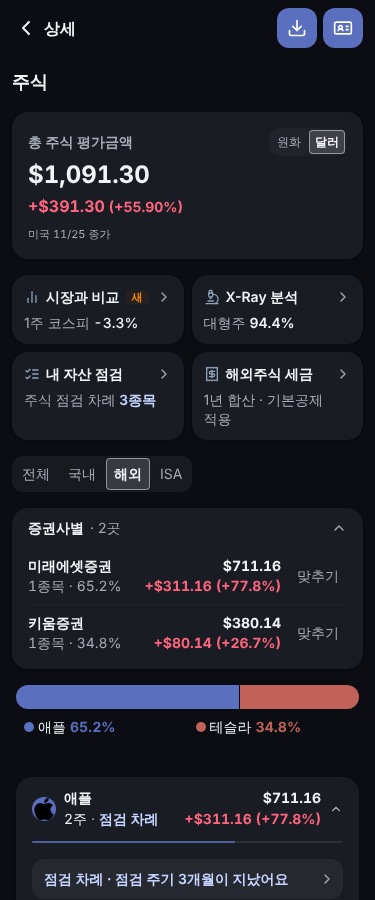 상세
주식
총 주식 평가금액
원화 달러
$1,091.30
+$391.30 (+55.90%)
미국 11/25 종가
시장과 비교 새
1주 코스피 -3.3%
X-Ray 분석
대형주 94.4%
내 자산 점검
주식 점검 차례 3종목
해외주식 세금
1년 합산 · 기본공제
적용
전체 국내 해외 ISA
증권사별 · 2곳
미래에셋증권 $711.16
1종목 · 65.2% +$311.16 (+77.8%) 맞추기
키움증권 $380.14
1종목 · 34.8% +$80.14 (+26.7%) 맞추기
애플 65.2% 테슬라 34.8%
애플 $711.16
2주 · 점검 차례 +$311.16 (+77.8%)
점검 차례 · 점검 주기 3개월이 지났어요